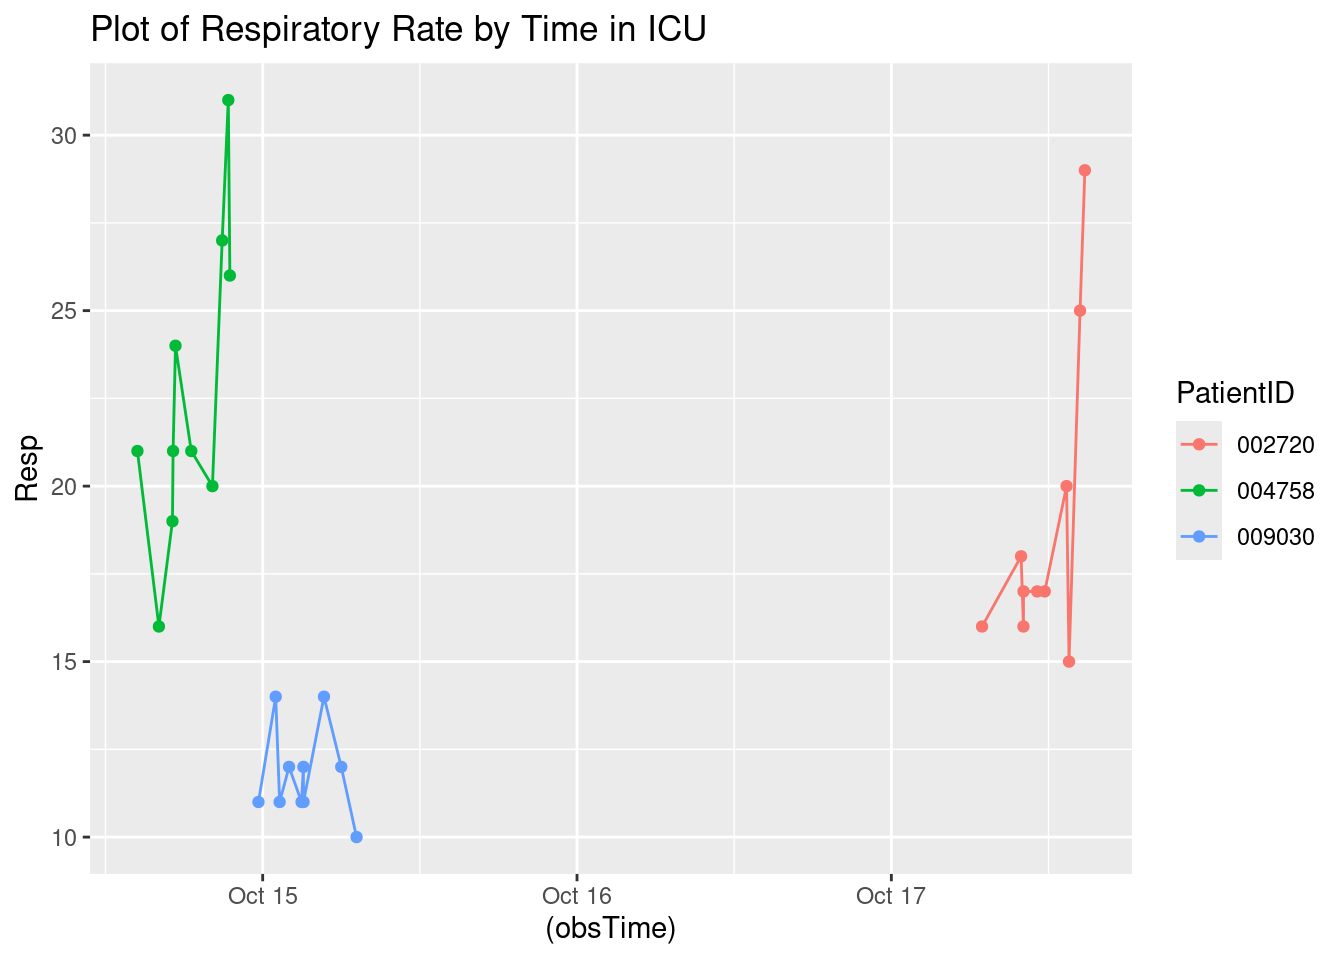 Plot of Respiratory Rate by Time in ICU
30
25
20
15
10
Resp
Oct 15
Oct 16
Oct 17
(obsTime)
PatientID
002720
004758
009030